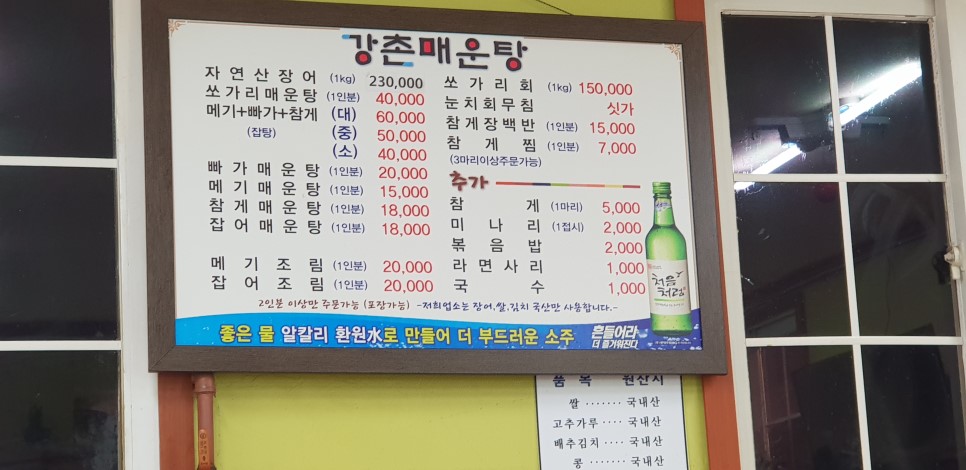 강촌매운탕
자연산장어 (1kg) 230,000
쏘가리매운탕 (1인분) 40,000
메기+빠가+참게 (대) 60,000
(잡탕) (중) 50,000
(소) 40,000
빠가매운탕 (1인분) 20,000
메기매운탕 (1인분) 15,000
참게매운탕 (1인분) 18,000
잡어매운탕 (1인분) 18,000
메기조림 (1인분) 20,000
잡어조림 (1인분) 20,000
쏘가리회 (1kg) 150,000
눈치회무침 싯가
참게장백반 (1인분) 15,000
참게찜 (1인분) 7,000
(3마리이상주문가능)
추가
참게 (1마리) 5,000
미나리 (1접시) 2,000
볶음밥 2,000
라면사리 1,000
국수 1,000
2인분 이상만 주문가능 (포장가능) -저희업소는 장어,쌀,김치 국산만 사용합니다.-
처음
처럼
좋은 물 알칼리 환원水로 만들어 더 부드러운 소주
흔들어라
더 즐거워진다
품목 원산지
쌀 ······· 국내산
고추가루 ···· 국내산
배추김치 ···· 국내산
콩 ······· 국내산